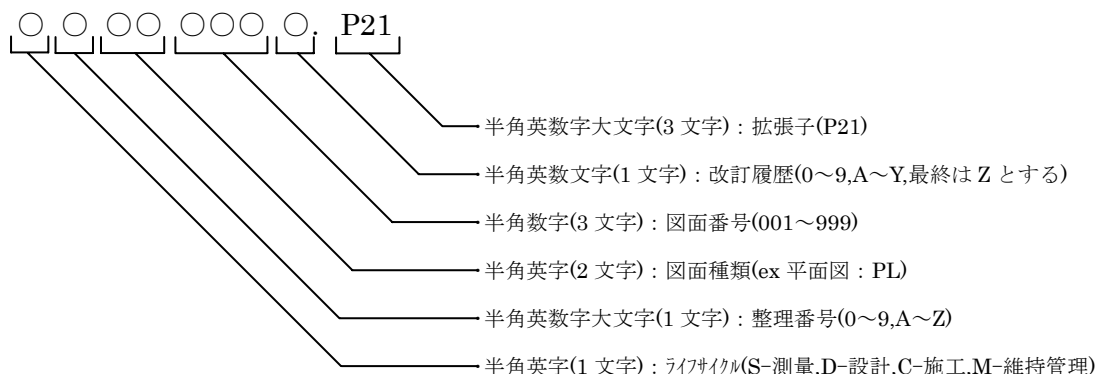 ○ ○ ○○ ○○○ ○. P21
半角英数字大文字(3 文字)：拡張子(P21)
半角英数文字(1 文字)：改訂履歴(0～9,A～Y,最終は Z とする)
半角数字(3 文字)：図面番号(001～999)
半角英字(2 文字)：図面種類(ex 平面図：PL)
半角英数字大文字(1 文字)：整理番号(0～9,A～Z)
半角英字(1 文字)：ﾗｲﾌｻｲｸﾙ(S-測量,D-設計,C-施工,M-維持管理)